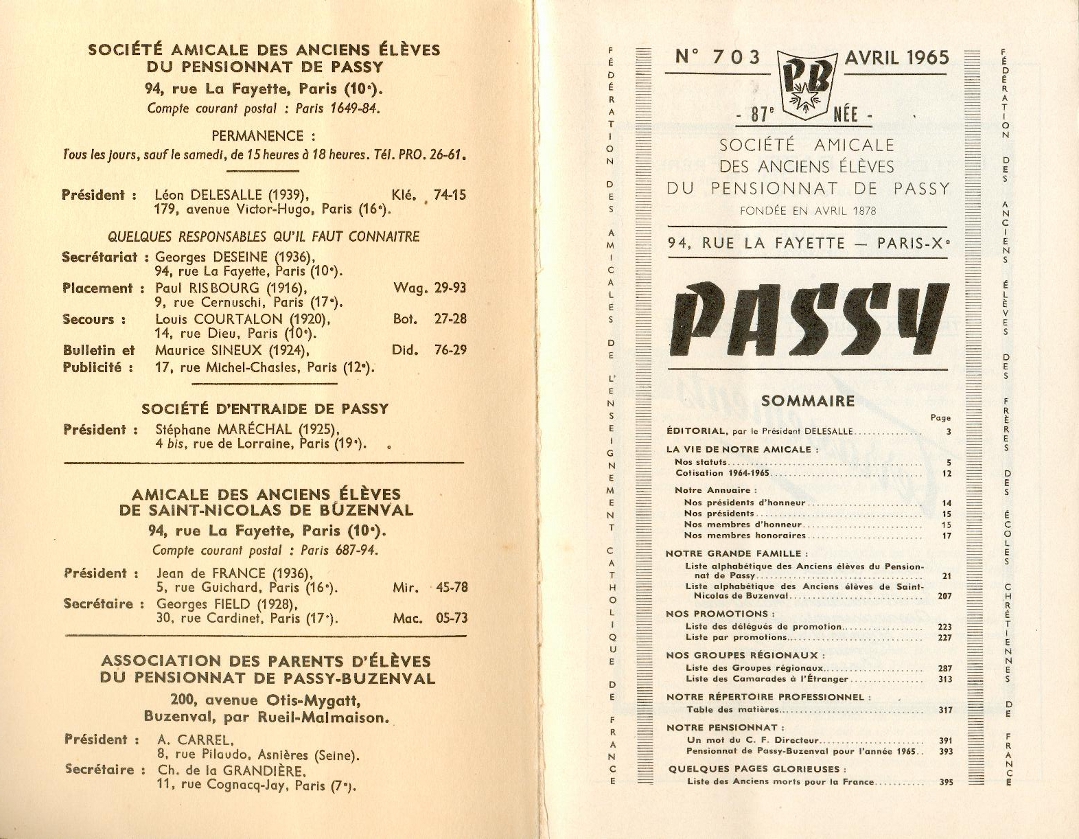 SOCIÉTÉ AMICALE DES ANCIENS ÉLÈVES
DU PENSIONNAT DE PASSY
94, rue La Fayette, Paris (10e).
Compte courant postal : Paris 1649-84.
PERMANENCE :
Tous les jours, sauf le samedi, de 15 heures à 18 heures. Tél. PRO. 26-61.
Président : Léon DELESALLE (1939), Klé. 74-15
179, avenue Victor-Hugo, Paris (16e).
QUELQUES RESPONSABLES QU'IL FAUT CONNAITRE
Secrétariat : Georges DESEINE (1936),
94, rue La Fayette, Paris (10e).
Placement : Paul RISBOURG (1916), Wag. 29-93
9, rue Cernuschi, Paris (17e).
Secours : Louis COURTALON (1920), Bot. 27-28
14, rue Dieu, Paris (10e).
Bulletin et Maurice SINEUX (1924), Did. 76-29
Publicité : 17, rue Michel-Chasles, Paris (12e).
SOCIÉTÉ D'ENTRAIDE DE PASSY
Président : Stéphane MARÉCHAL (1925),
4 bis, rue de Lorraine, Paris (19e).
AMICALE DES ANCIENS ÉLÈVES
DE SAINT-NICOLAS DE BUZENVAL
94, rue La Fayette, Paris (10e).
Compte courant postal : Paris 687-94.
Président : Jean de FRANCE (1936),
5, rue Guichard, Paris (16e). Mir. 45-78
Secrétaire : Georges FIELD (1928),
30, rue Cardinet, Paris (17e). Mac. 05-73
ASSOCIATION DES PARENTS D'ÉLÈVES
DU PENSIONNAT DE PASSY-BUZENVAL
200, avenue Otis-Mygatt,
Buzenval, par Rueil-Malmaison.
Président : A. CARREL,
8, rue Pilaudo, Asnières (Seine).
Secrétaire : Ch. de la GRANDIÈRE,
11, rue Cognacq-Jay, Paris (7e).
FÉDÉRATION DES AMICALES DE L'ENSEIGNEMENT CATHOLIQUE DE FRANCE
N° 703 PB AVRIL 1965
- 87e NÉE -
SOCIÉTÉ AMICALE
DES ANCIENS ÉLÈVES
DU PENSIONNAT DE PASSY
FONDÉE EN AVRIL 1878
94, RUE LA FAYETTE — PARIS-Xe
PASSY
SOMMAIRE
Page
ÉDITORIAL, par le Président DELESALLE.............. 3
LA VIE DE NOTRE AMICALE :
Nos statuts........................................ 5
Cotisation 1964-1965............................... 12
Notre Annuaire :
Nos présidents d'honneur........................... 14
Nos présidents..................................... 15
Nos membres d'honneur.............................. 15
Nos membres honoraires............................. 17
NOTRE GRANDE FAMILLE :
Liste alphabétique des Anciens élèves du Pension-
nat de Passy....................................... 21
Liste alphabétique des Anciens élèves de Saint-
Nicolas de Buzenval................................ 207
NOS PROMOTIONS :
Liste des délégués de promotion.................... 223
Liste par promotions............................... 227
NOS GROUPES RÉGIONAUX :
Liste des Groupes régionaux........................ 287
Liste des Camarades à l'Étranger................... 313
NOTRE RÉPERTOIRE PROFESSIONNEL :
Table des matières................................. 317
NOTRE PENSIONNAT :
Un mot du C. F. Directeur.......................... 391
Pensionnat de Passy-Buzenval pour l'année 1965.. 393
QUELQUES PAGES GLORIEUSES :
Liste des Anciens morts pour la France............. 395
FÉDÉRATION DES ANCIENS ÉLÈVES DES FRÈRES DES ÉCOLES CHRÉTIENNES DE FRANCE